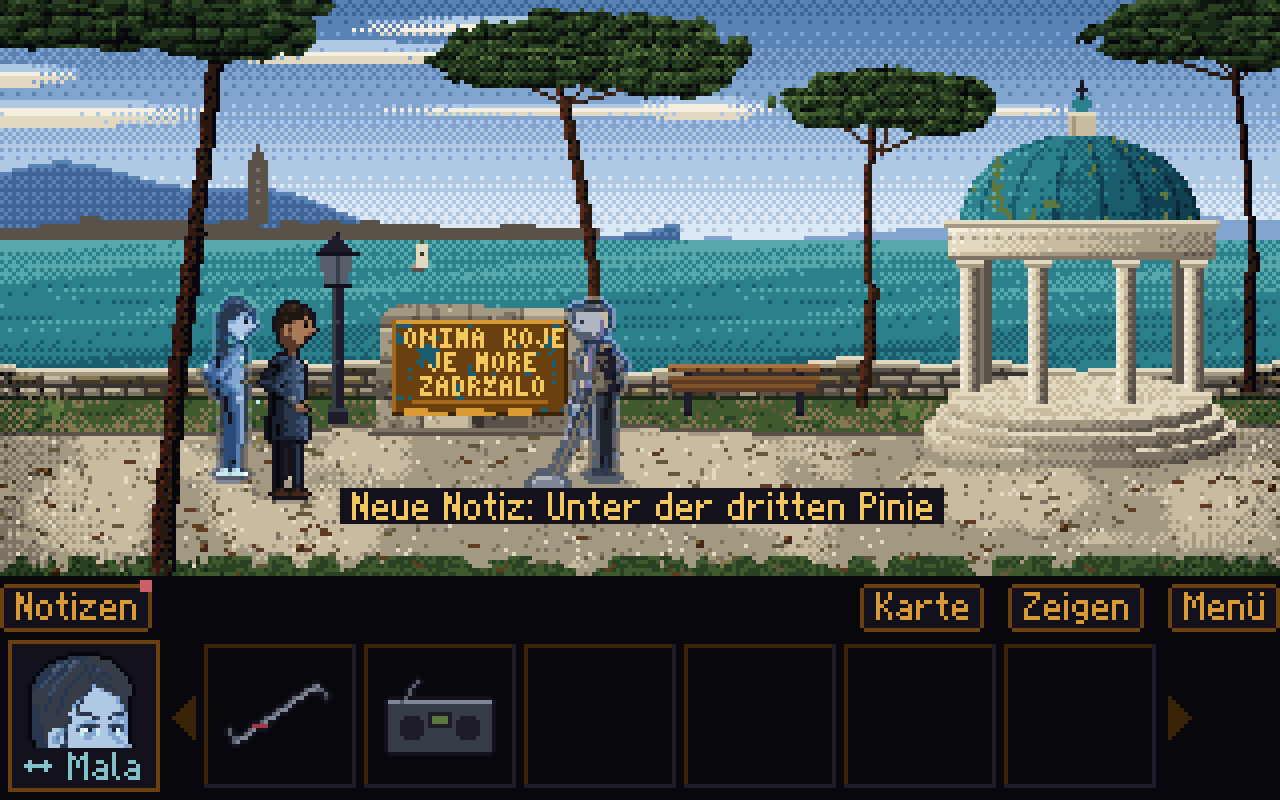 ONIMA KOJE
JE MORE
ZADRŽALO
Neue Notiz: Unter der dritten Pinie
Notizen
Karte
Zeigen
Menü
Mala